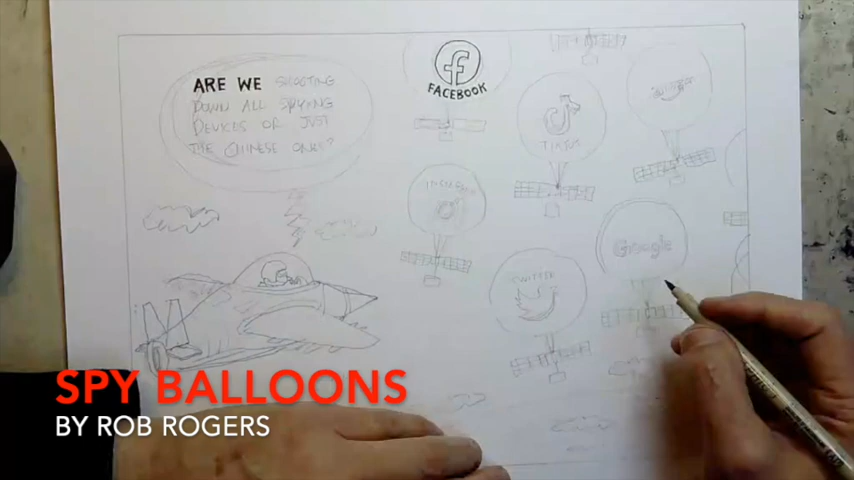 ARE WE SHOOTING
DOWN ALL SPYING
DEVICES OR JUST
THE CHINESE ONES?
FACEBOOK
TIKTOK
INSTAGRAM
Google
TWITTER
SPY BALLOONS
BY ROB ROGERS